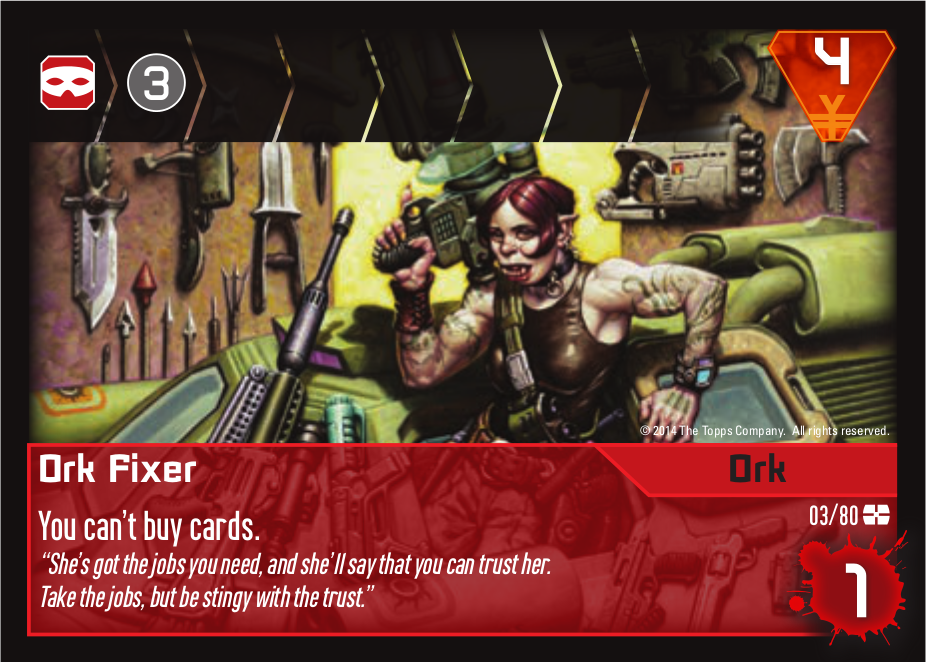 3
4
¥
© 2014 The Topps Company. All rights reserved.
Ork Fixer
Ork
You can't buy cards.
03/80
“She's got the jobs you need, and she'll say that you can trust her.
Take the jobs, but be stingy with the trust.”
1